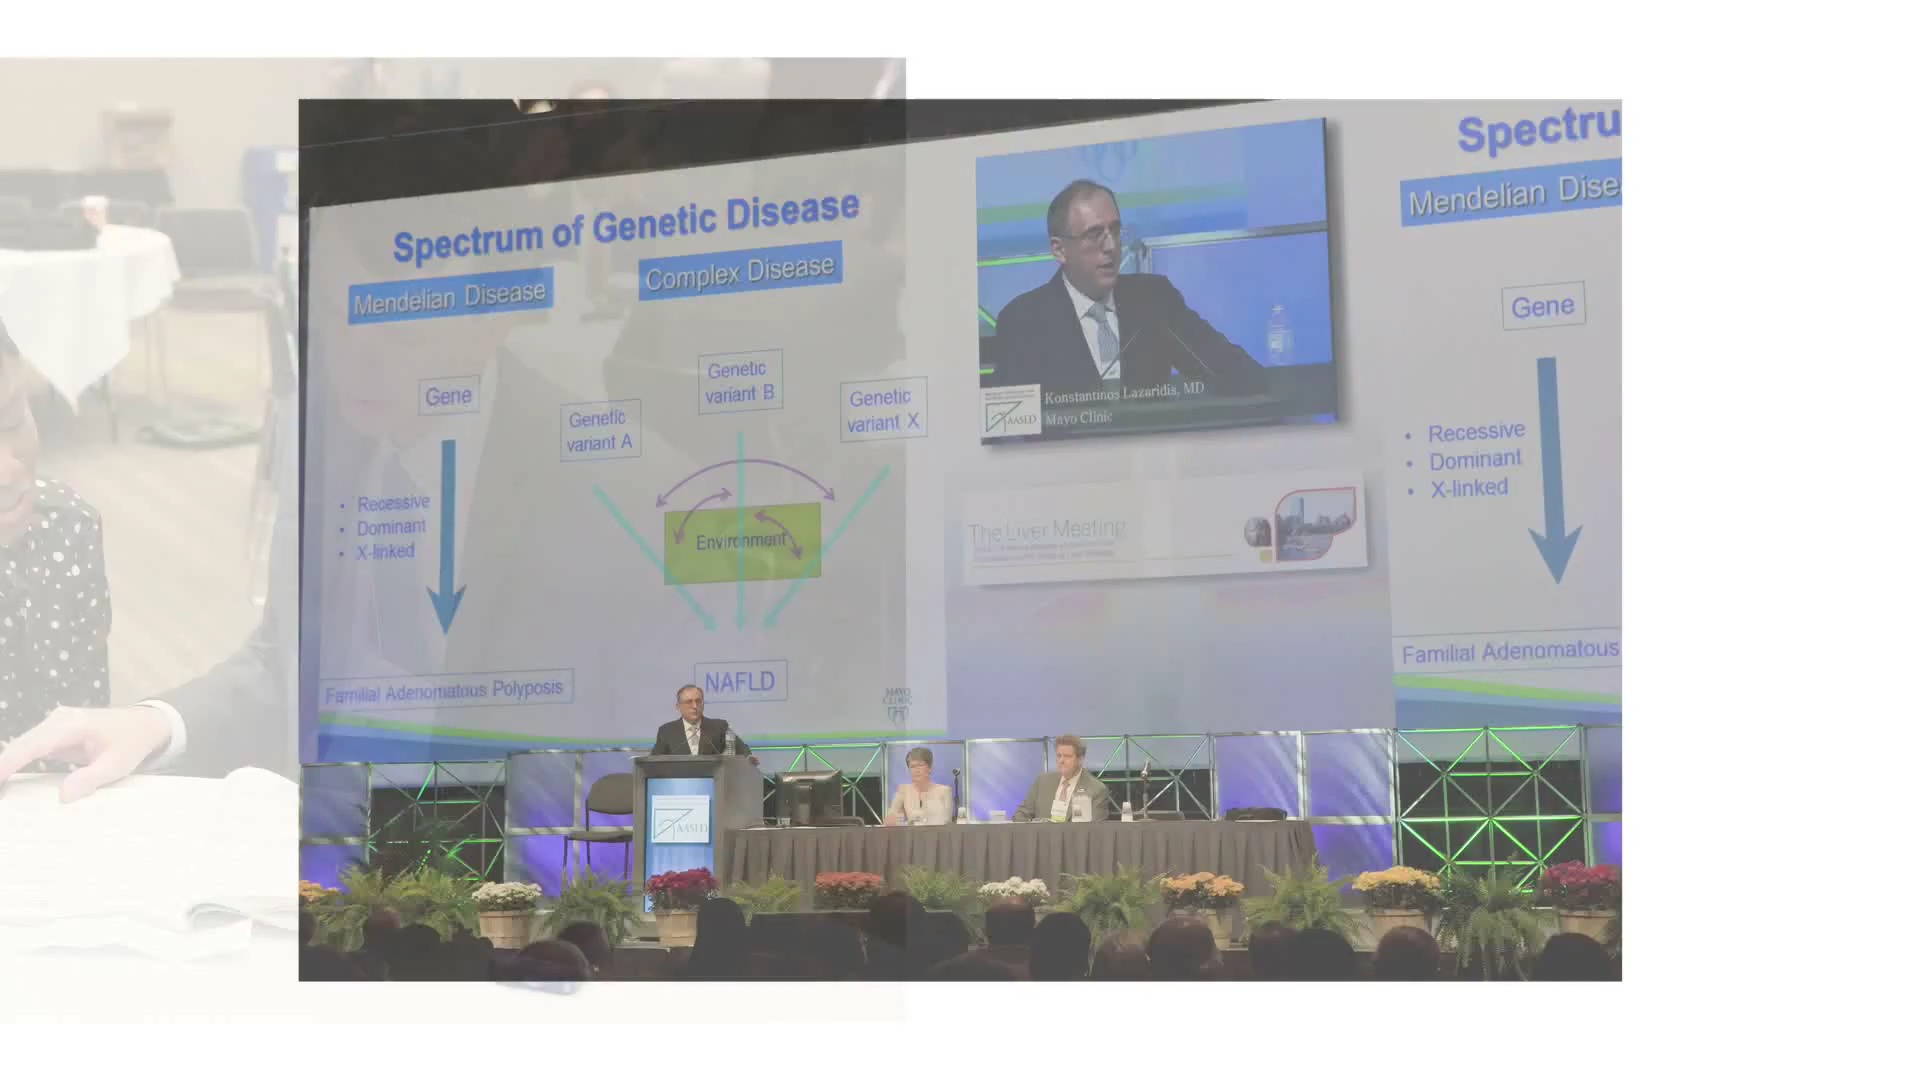 Spectrum of Genetic Disease
Mendelian Disease
Complex Disease
Gene
Genetic
variant A
Genetic
variant B
Genetic
variant X
• Recessive
• Dominant
• X-linked
Environment
Familial Adenomatous Polyposis
NAFLD
MAYO
CLINIC
Konstantinos Lazaridis, MD
Mayo Clinic
AASLD
The Liver Meeting
Spectru
Mendelian Dise
Gene
• Recessive
• Dominant
• X-linked
Familial Adenomatous
AASLD